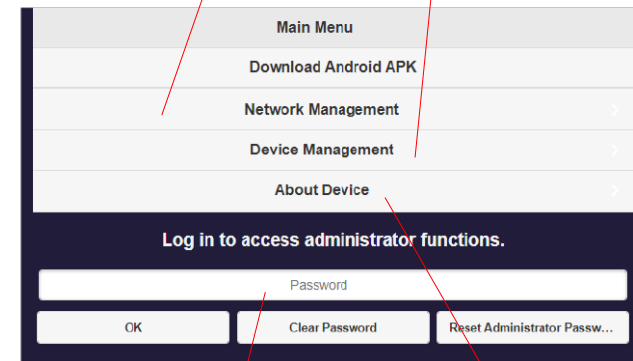 Main Menu
Download Android APK
Network Management
Device Management
About Device
Log in to access administrator functions.
Password
OK Clear Password Reset Administrator Passw...